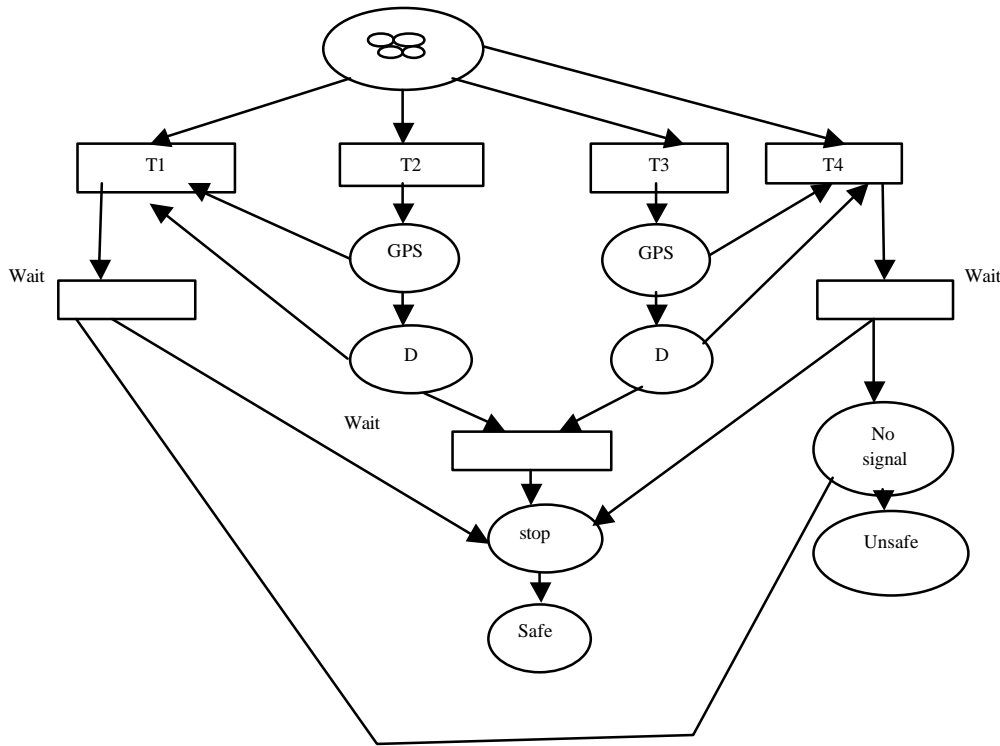 T1
T2
T3
T4
GPS
GPS
Wait
Wait
D
D
Wait
No
signal
stop
Unsafe
Safe